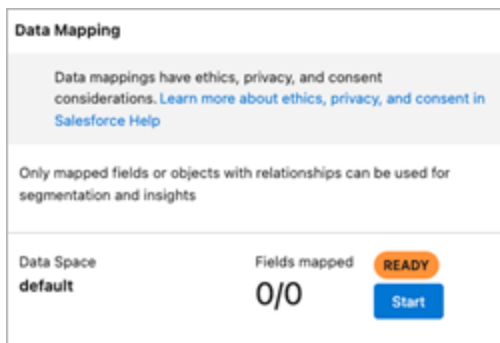 Data Mapping
Data mappings have ethics, privacy, and consent
considerations. Learn more about ethics, privacy, and consent in
Salesforce Help
Only mapped fields or objects with relationships can be used for
segmentation and insights
Data Space
default
Fields mapped
0/0
READY
Start